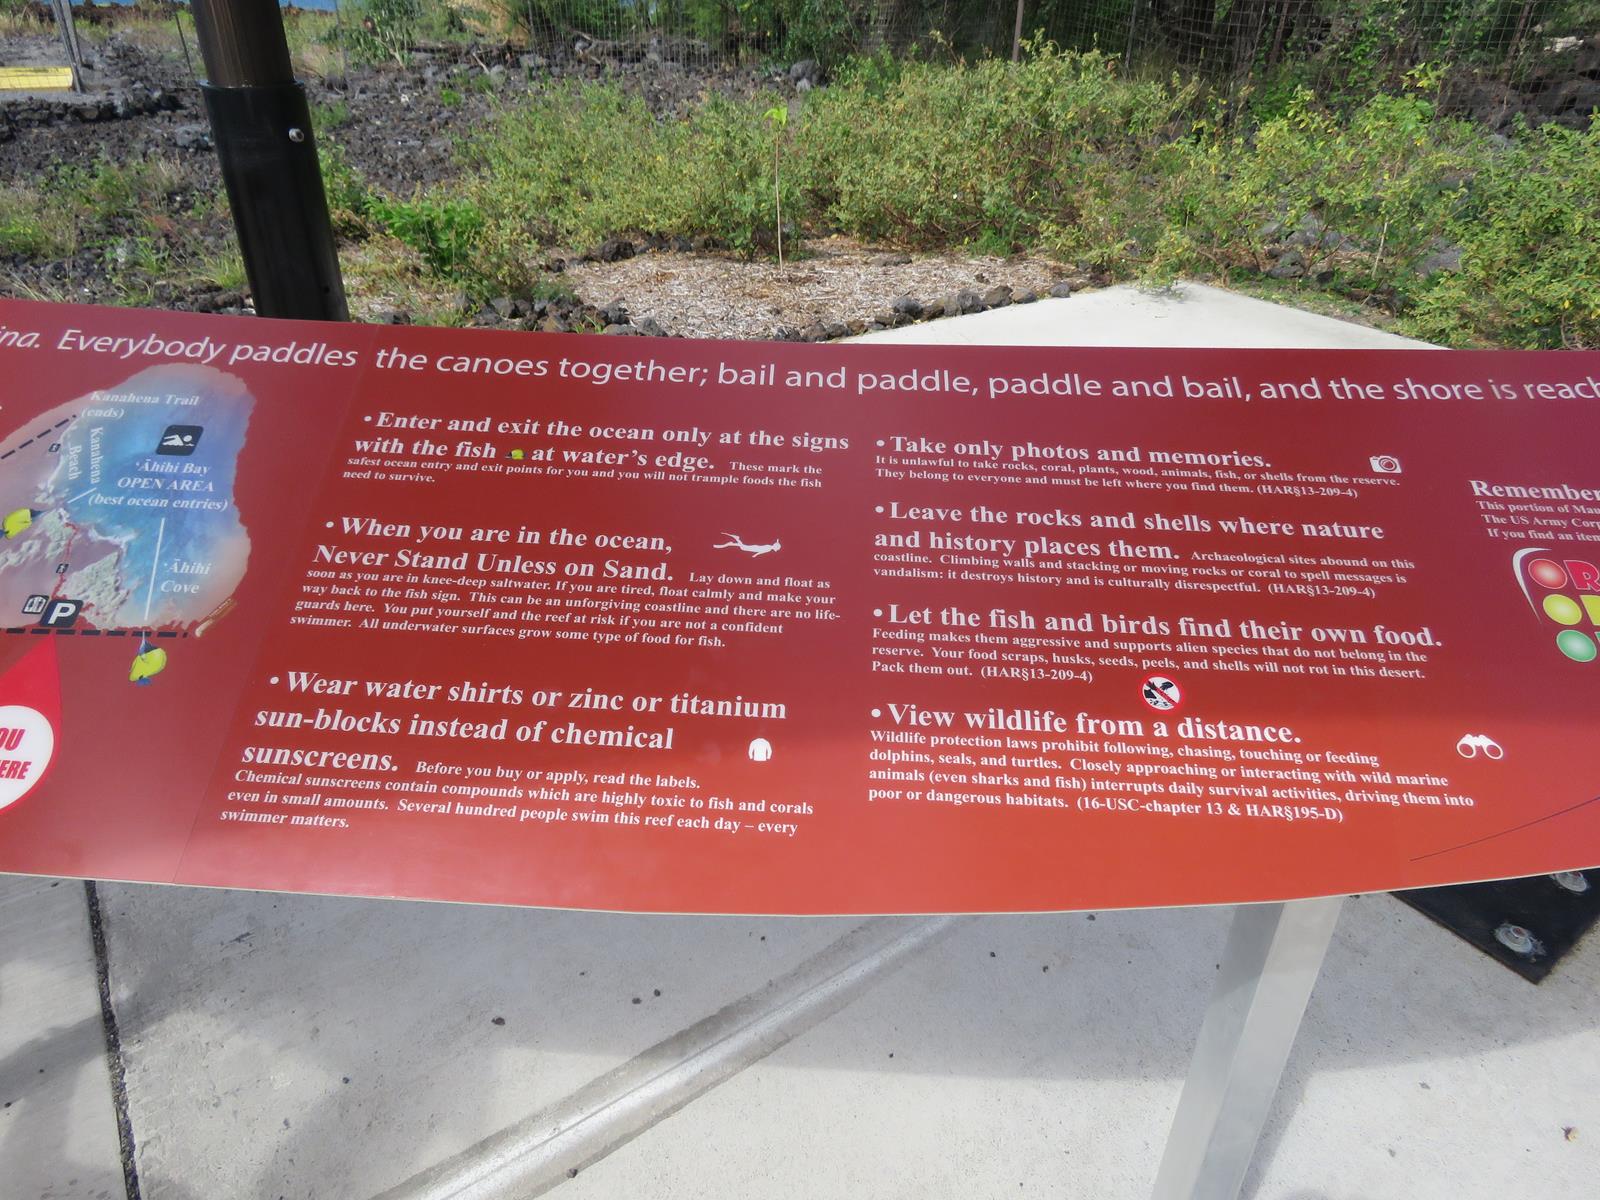 Everybody paddles the canoes together; bail and paddle, paddle and bail, and the shore is
Kanahena Trail
(ends)
Kanahena
Beach
'Āhihi Bay
OPEN AREA
(best ocean entries)
'Āhihi
Cove
P
• Enter and exit the ocean only at the signs
with the fish at water's edge. These mark the
safest ocean entry and exit points for you and you will not trample foods the fish
need to survive.
• When you are in the ocean,
Never Stand Unless on Sand. Lay down and float as
soon as you are in knee-deep saltwater. If you are tired, float calmly and make your
way back to the fish sign. This can be an unforgiving coastline and there are no life-
guards here. You put yourself and the reef at risk if you are not a confident
swimmer. All underwater surfaces grow some type of food for fish.
• Wear water shirts or zinc or titanium
sun-blocks instead of chemical
sunscreens. Before you buy or apply, read the labels.
Chemical sunscreens contain compounds which are highly toxic to fish and corals
even in small amounts. Several hundred people swim this reef each day – every
swimmer matters.
• Take only photos and memories.
It is unlawful to take rocks, coral, plants, wood, animals, fish, or shells from the reserve.
They belong to everyone and must be left where you find them. (HAR§13-209-4)
• Leave the rocks and shells where nature
and history places them. Archaeological sites abound on this
coastline. Climbing walls and stacking or moving rocks or coral to spell messages is
vandalism: it destroys history and is culturally disrespectful. (HAR§13-209-4)
• Let the fish and birds find their own food.
Feeding makes them aggressive and supports alien species that do not belong in the
reserve. Your food scraps, husks, seeds, peels, and shells will not rot in this desert.
Pack them out. (HAR§13-209-4)
• View wildlife from a distance.
Wildlife protection laws prohibit following, chasing, touching or feeding
dolphins, seals, and turtles. Closely approaching or interacting with wild marine
animals (even sharks and fish) interrupts daily survival activities, driving them into
poor or dangerous habitats. (16-USC-chapter 13 & HAR§195-D)
Remember
This portion of
The US Army
If you find an